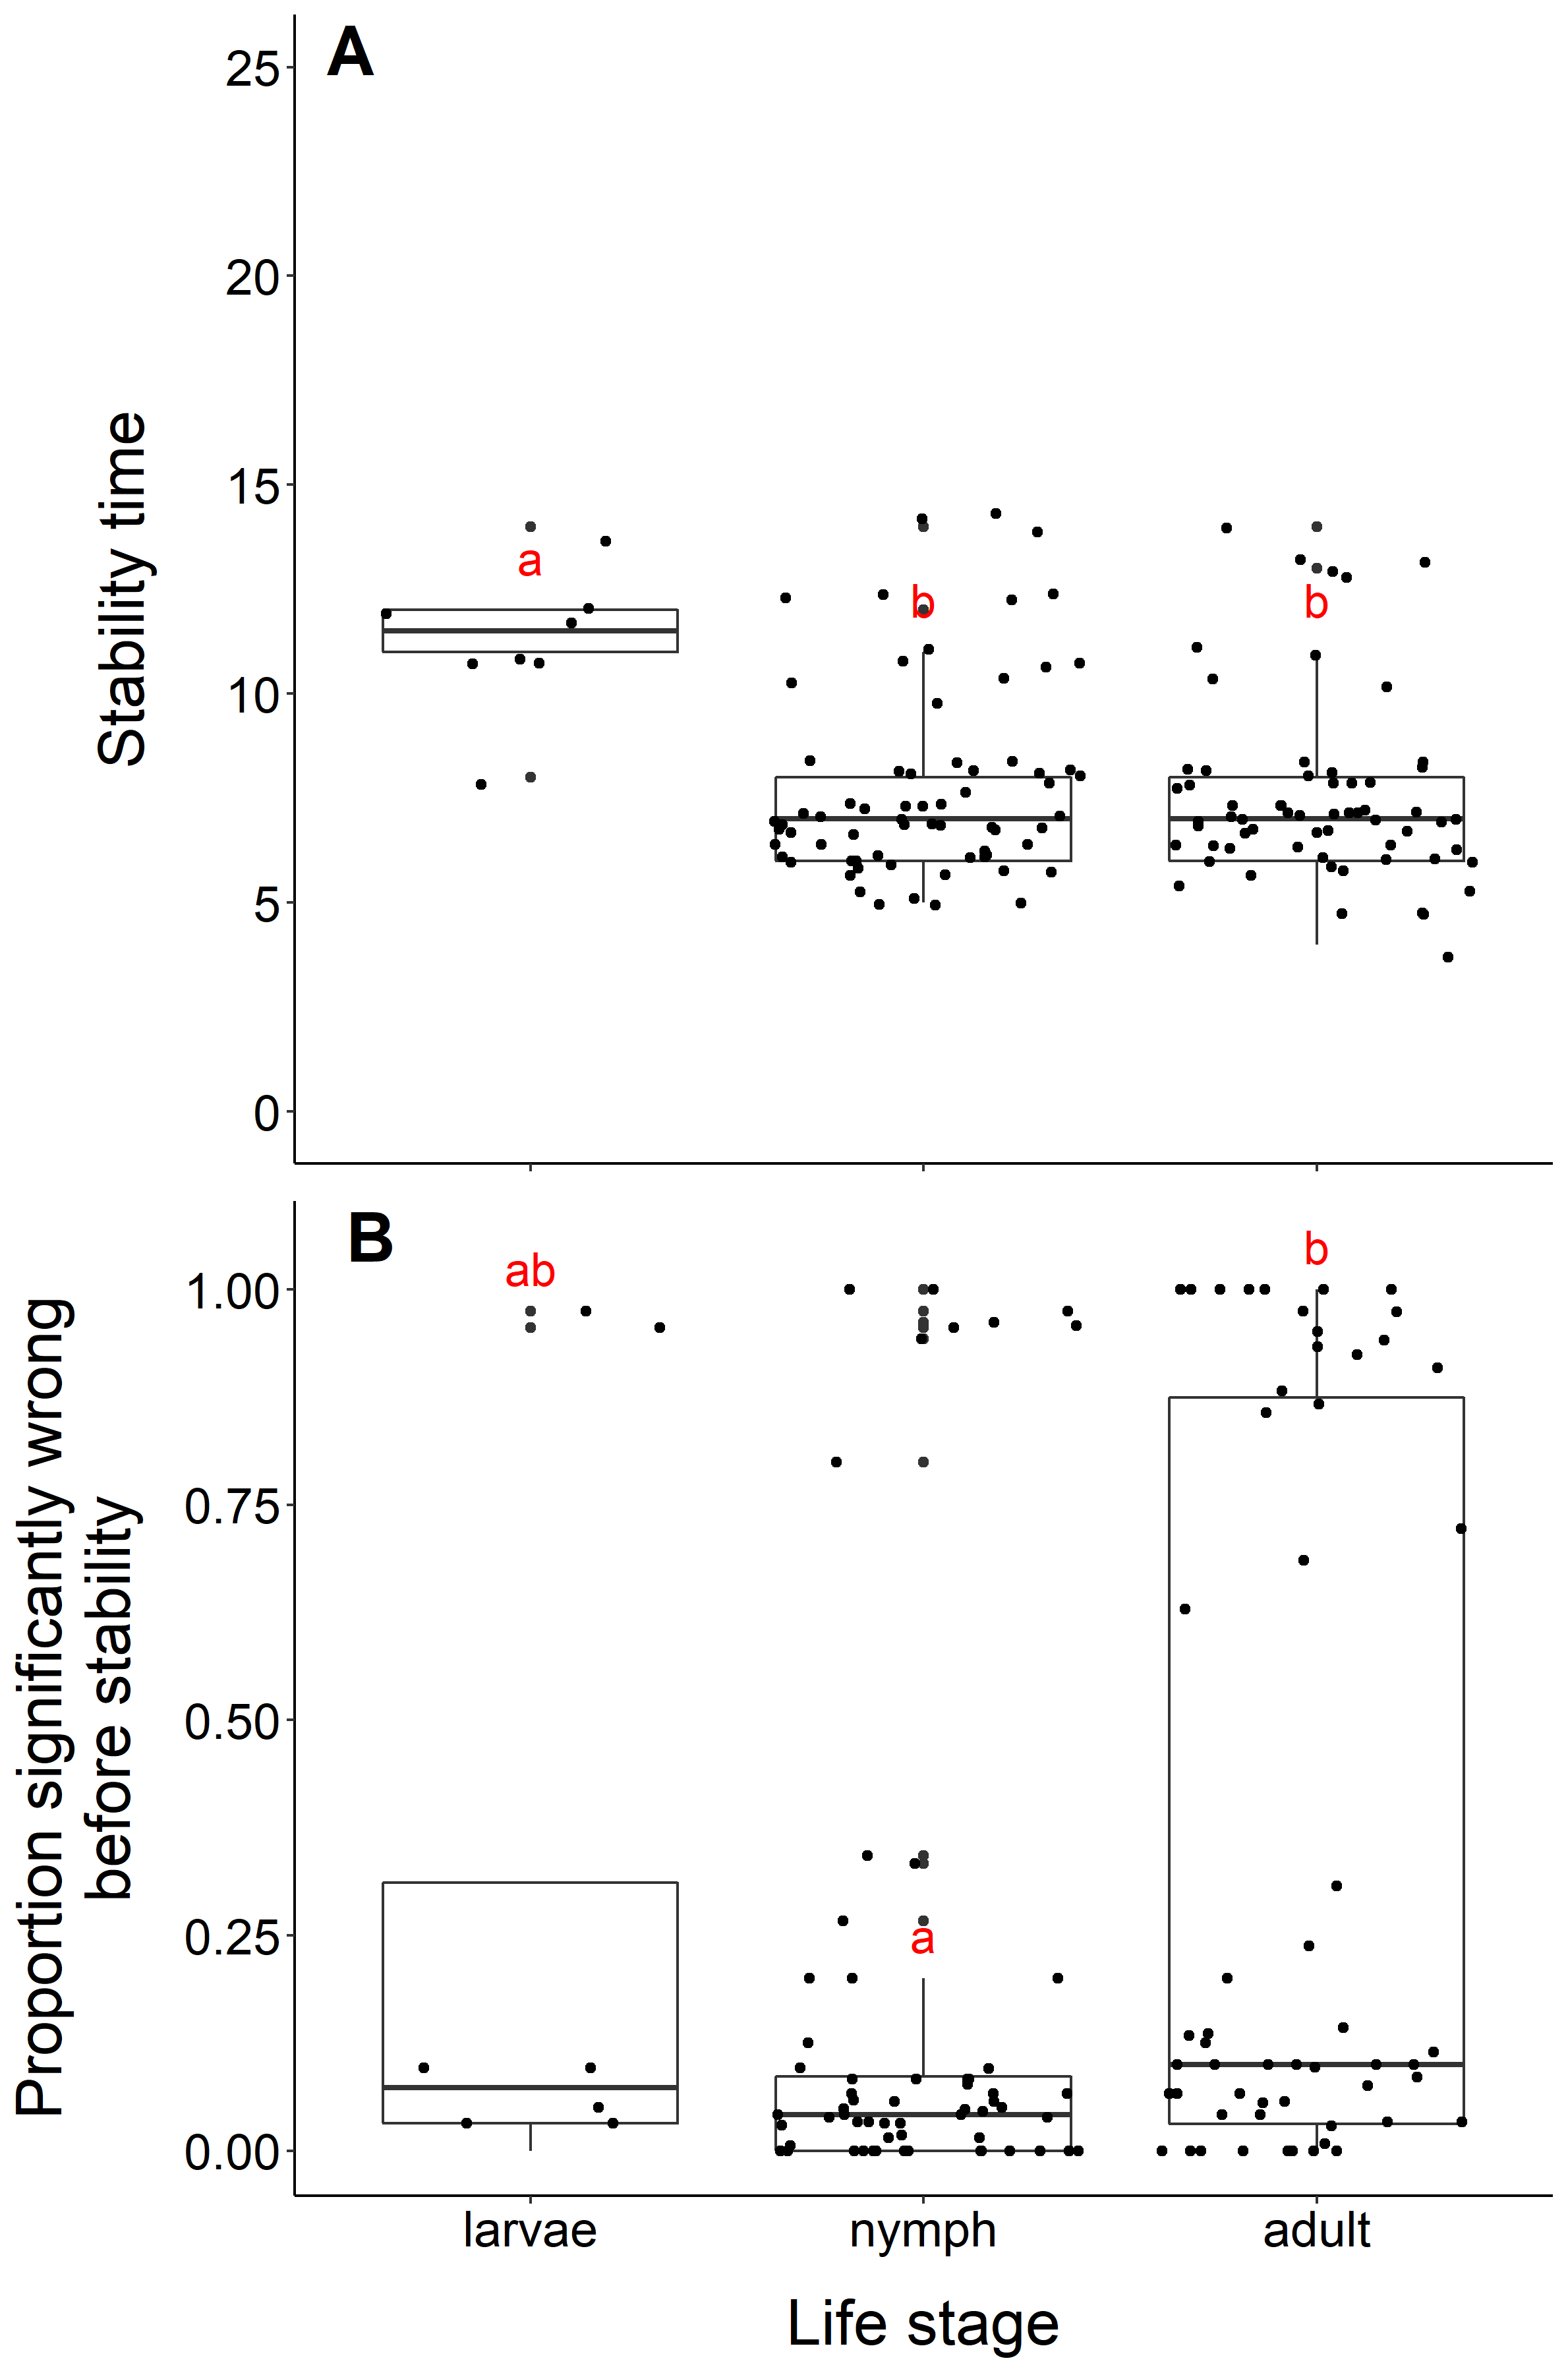 A
25
20
15
10
5
0
Stability time
a
b
b
B
1.00
0.75
0.50
0.25
0.00
Proportion significantly wrong
before stability
ab
a
b
larvae
nymph
adult
Life stage